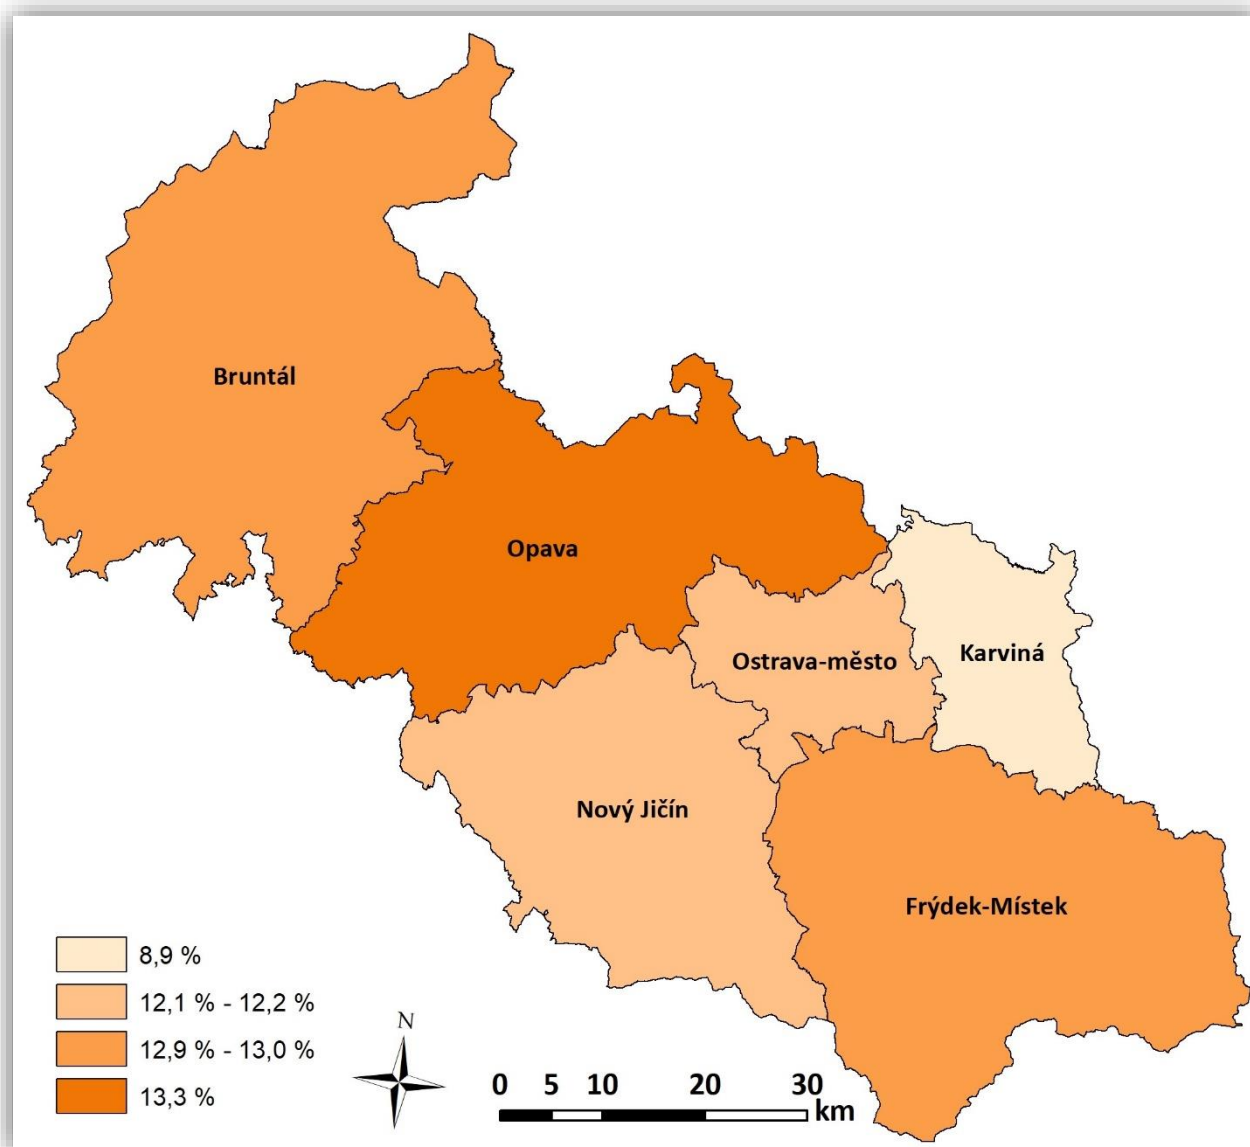 Bruntál
Opava
Ostrava-město
Karviná
Nový Jičín
Frýdek-Místek
8,9 %
12,1 % - 12,2 %
12,9 % - 13,0 %
13,3 %
N
0 5 10 20 30
km